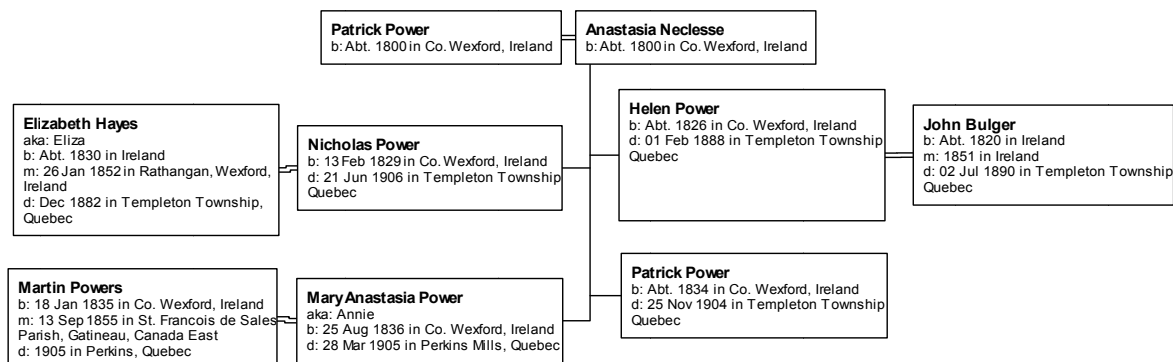 Patrick Power
b: Abt. 1800 in Co. Wexford, Ireland
Anastasia Neclesse
b: Abt. 1800 in Co. Wexford, Ireland
Elizabeth Hayes
aka: Eliza
b: Abt. 1830 in Ireland
m: 26 Jan 1852 in Rathangan, Wexford,
Ireland
d: Dec 1882 in Templeton Township,
Quebec
Nicholas Power
b: 13 Feb 1829 in Co. Wexford, Ireland
d: 21 Jun 1906 in Templeton Township
Quebec
Helen Power
b: Abt. 1826 in Co. Wexford, Ireland
d: 01 Feb 1888 in Templeton Township
Quebec
John Bulger
b: Abt. 1820 in Ireland
m: 1851 in Ireland
d: 02 Jul 1890 in Templeton Township
Quebec
Martin Powers
b: 18 Jan 1835 in Co. Wexford, Ireland
m: 13 Sep 1855 in St. Francois de Sales
Parish, Gatineau, Canada East
d: 1905 in Perkins, Quebec
Mary Anastasia Power
aka: Annie
b: 25 Aug 1836 in Co. Wexford, Ireland
d: 28 Mar 1905 in Perkins Mills, Quebec
Patrick Power
b: Abt. 1834 in Co. Wexford, Ireland
d: 25 Nov 1904 in Templeton Township
Quebec